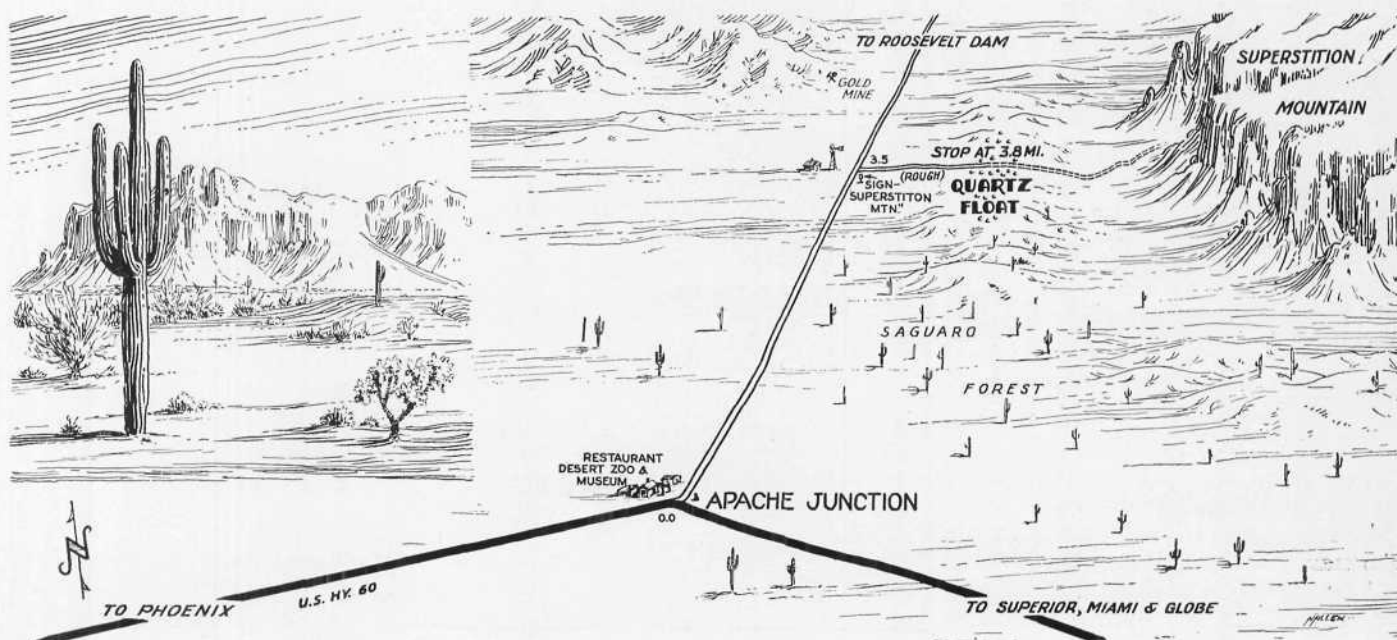 TO ROOSEVELT DAM
GOLD
MINE
SUPERSTITION
MOUNTAIN
3.5
STOP AT 3.8 MI.
(ROUGH)
SIGN-
SUPERSTITON
MTN."
QUARTZ
FLOAT
SAGUARO
FOREST
RESTAURANT
DESERT ZOO &
MUSEUM
APACHE JUNCTION
0.0
N
U.S. HY. 60
TO PHOENIX
TO SUPERIOR, MIAMI & GLOBE